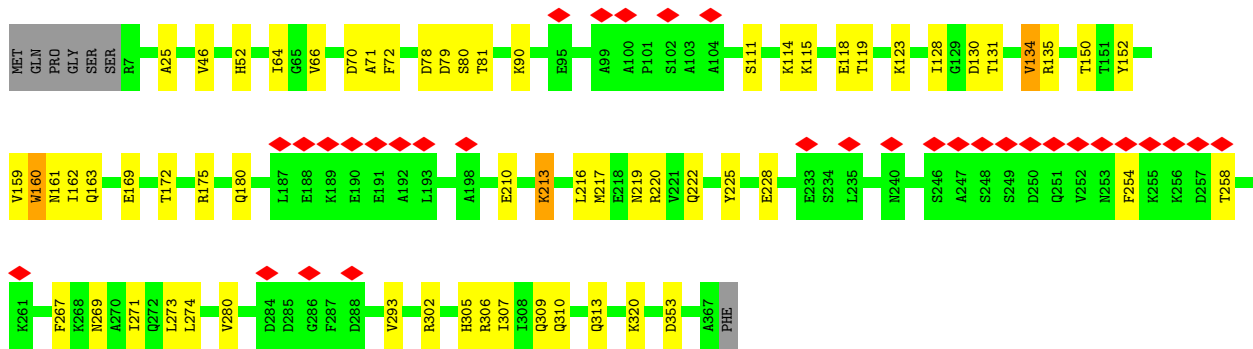 MET GLN PRO GLY SER SER R7 A25 V46 H52 I64 G65 V66 D70 A71 F72 D78 D79 S80 T81 K90 E95 A99 A100 P101 S102 A103 A104 S111 K114 K115 E118 T119 K123 I128 G129 D130 T131 V134 R135 T150 T151 Y152
V159 W160 N161 I162 Q163 E169 T172 R175 Q180 L187 E188 K189 E190 E191 A192 L193 A198 E210 K213 L216 M217 E218 N219 R220 V221 Q222 Y225 E228 E233 S234 L235 N240 S246 A247 S248 S249 D250 Q251 V252 N253 F254 K255 K256 D257 T258
K261 F267 K268 N269 A270 I271 Q272 L273 L274 V280 D284 D285 G286 F287 D288 V293 R302 H305 R306 I307 I308 Q309 Q310 Q313 K320 D353 A367 PHE